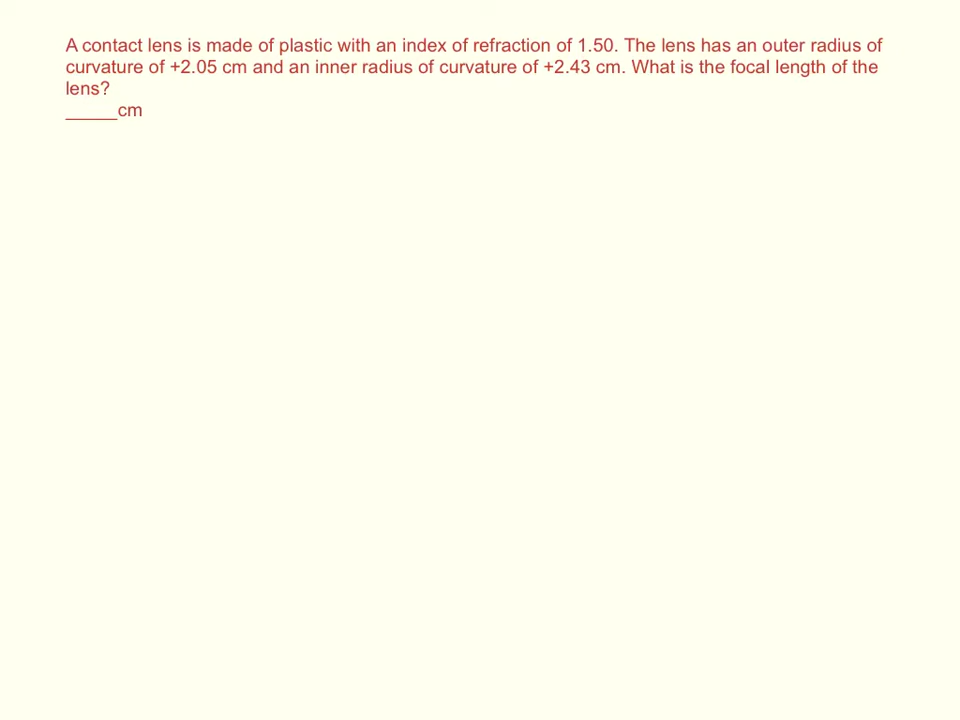 A contact lens is made of plastic with an index of refraction of 1.50. The lens has an outer radius of
curvature of +2.05 cm and an inner radius of curvature of +2.43 cm. What is the focal length of the
lens?
_____cm